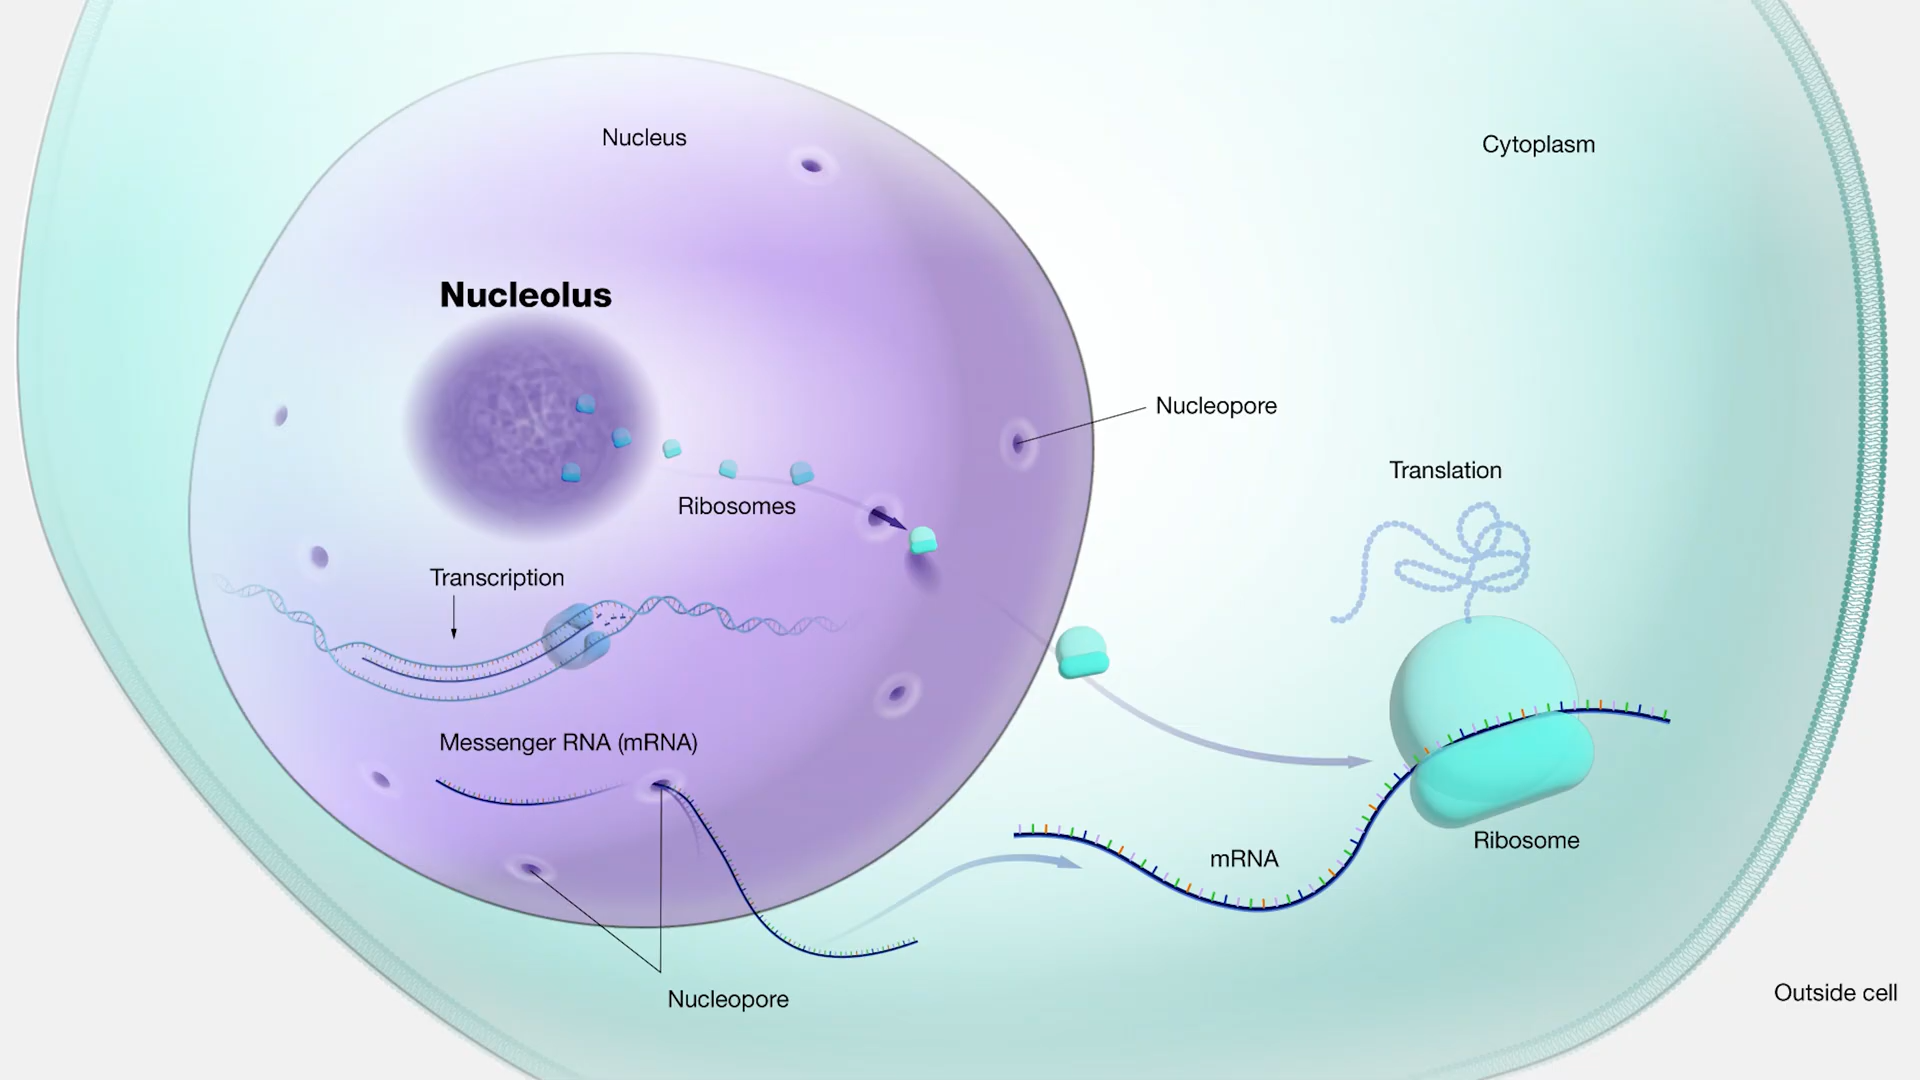 Nucleus
Cytoplasm
Nucleolus
Nucleopore
Translation
Ribosomes
Transcription
Messenger RNA (mRNA)
Ribosome
mRNA
Outside cell
Nucleopore